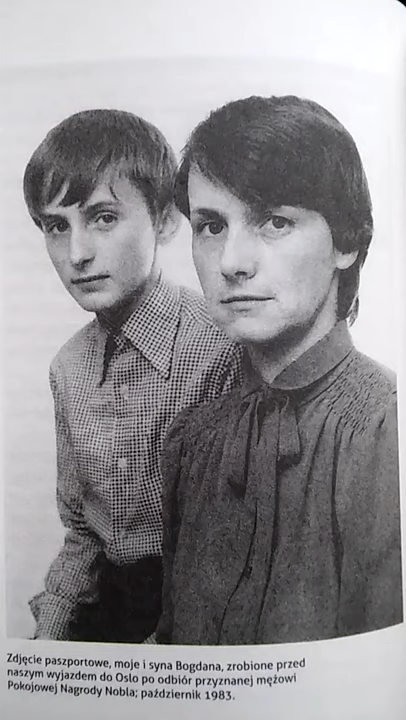 Zdjęcie paszportowe, moje i syna Bogdana, zrobione przed
naszym wyjazdem do Oslo po odbiór przyznanej mężowi
Pokojowej Nagrody Nobla; październik 1983.